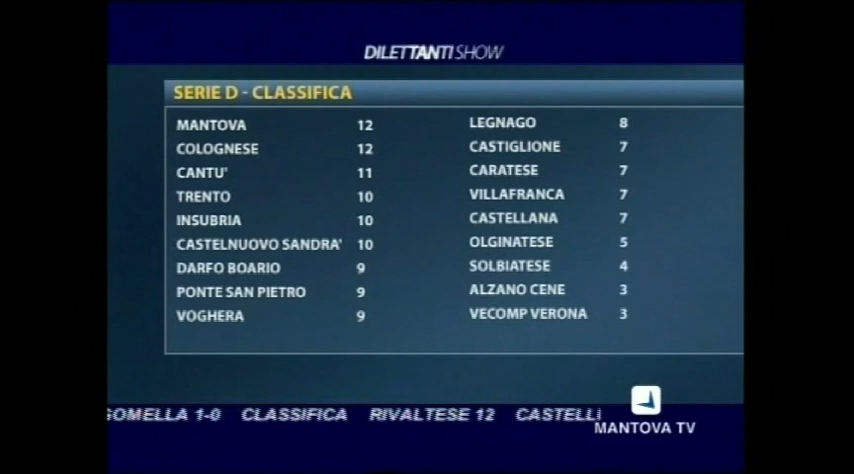 DILETTANTI SHOW
SERIE D - CLASSIFICA
MANTOVA 12
COLOGNESE 12
CANTU' 11
TRENTO 10
INSUBRIA 10
CASTELNUOVO SANDRA' 10
DARFO BOARIO 9
PONTE SAN PIETRO 9
VOGHERA 9
LEGNAGO 8
CASTIGLIONE 7
CARATESE 7
VILLAFRANCA 7
CASTELLANA 7
OLGINATESE 5
SOLBIATESE 4
ALZANO CENE 3
VECOMP VERONA 3
GOMELLA 1-0 CLASSIFICA RIVALTESE 12 CASTELLI
MANTOVA TV